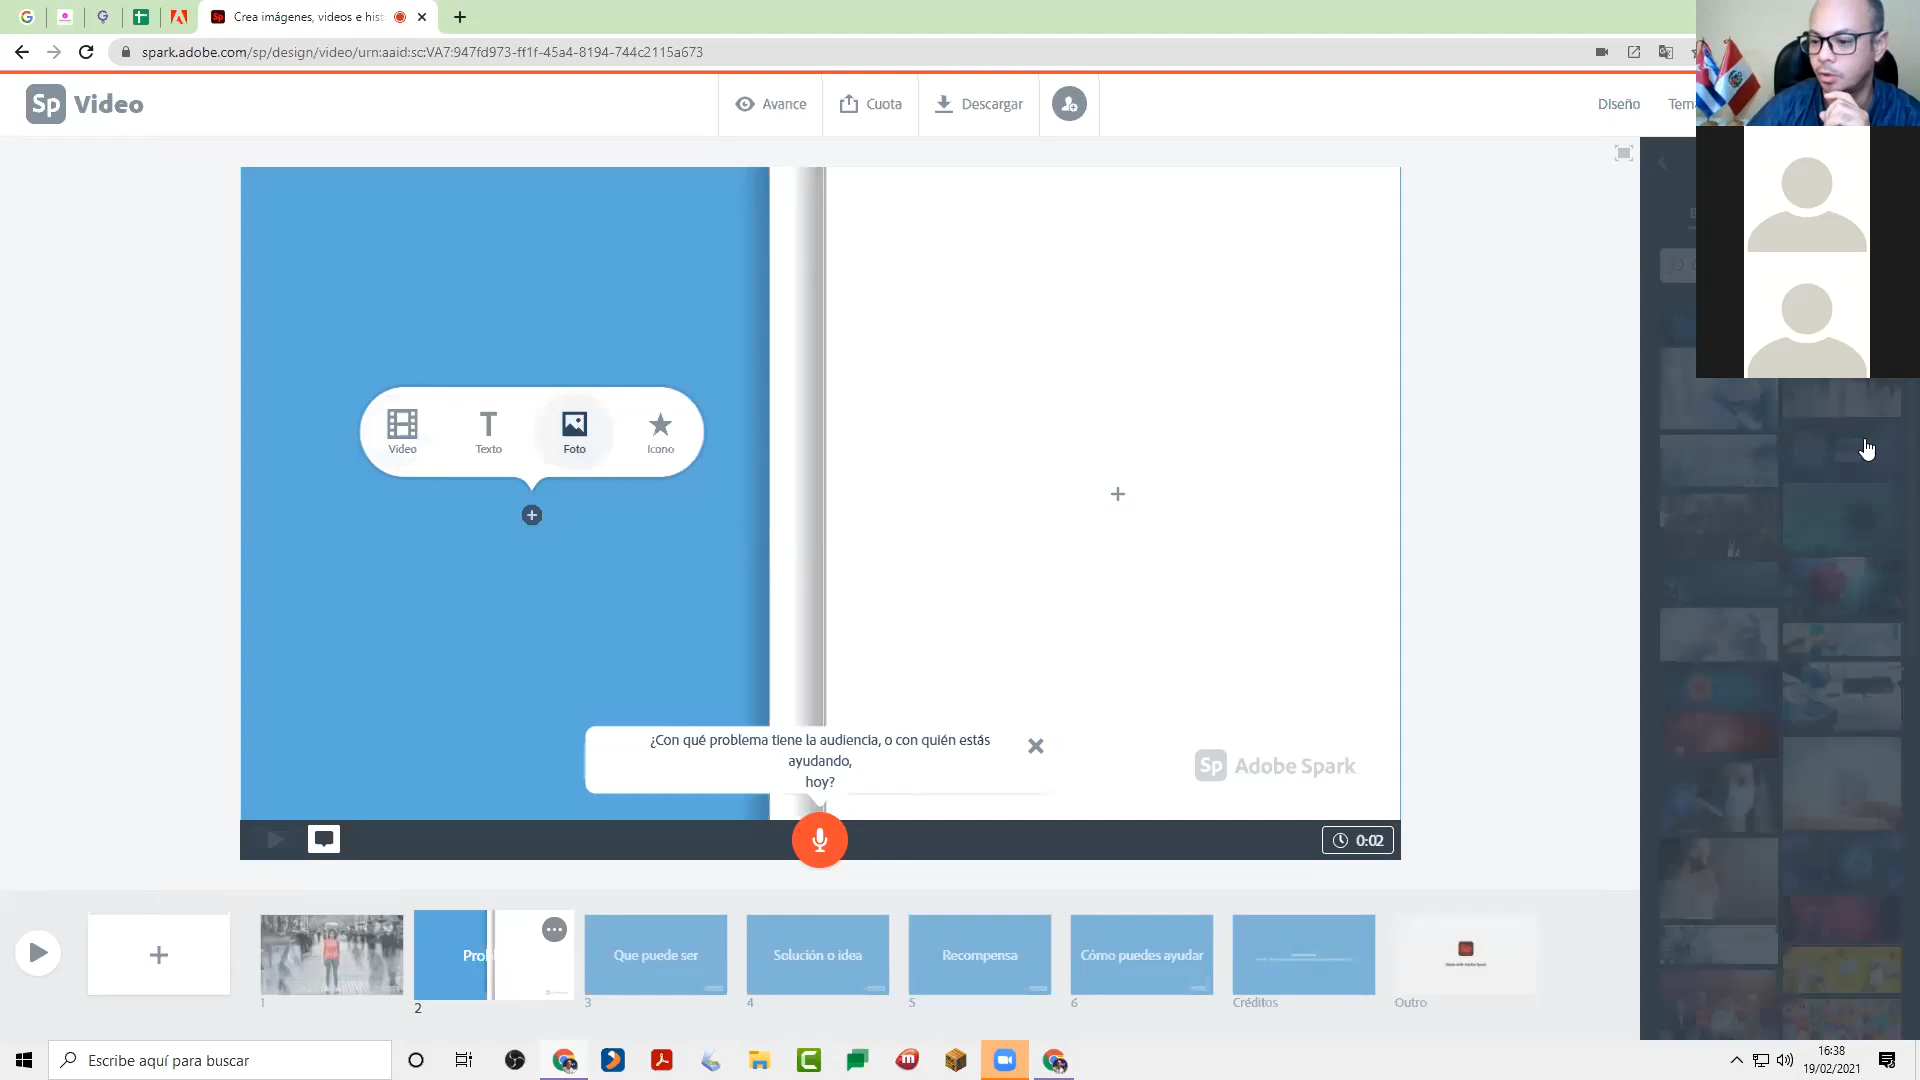 Crea imágenes, videos e hist
spark.adobe.com/sp/design/video/urn:aaid:sc:VA7:947fd973-ff1f-45a4-8194-744c2115a673
Sp Video
Avance
Cuota
Descargar
Diseño
Tem
Video
Texto
Foto
Icono
¿Con qué problema tiene la audiencia, o con quién estás
ayudando,
hoy?
Sp Adobe Spark
0:02
Prol
Que puede ser
Solución o idea
Recompensa
Cómo puedes ayudar
1
2
3
4
5
6
Créditos
Outro
Escribe aquí para buscar
16:38
19/02/2021